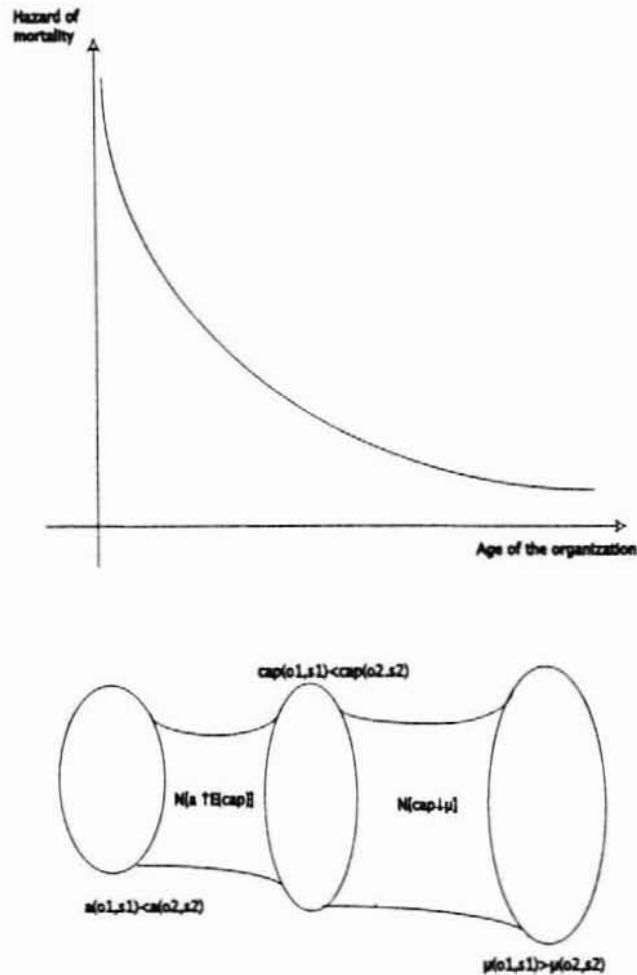 Hazard of
mortality
Age of the organization
cap(o1,s1)<cap(o2,s2)
N[a ↑E{cap}]
N[cap↓μ]
a(o1,s1)<a(o2,s2)
μ(o1,s1)>μ(o2,s2)